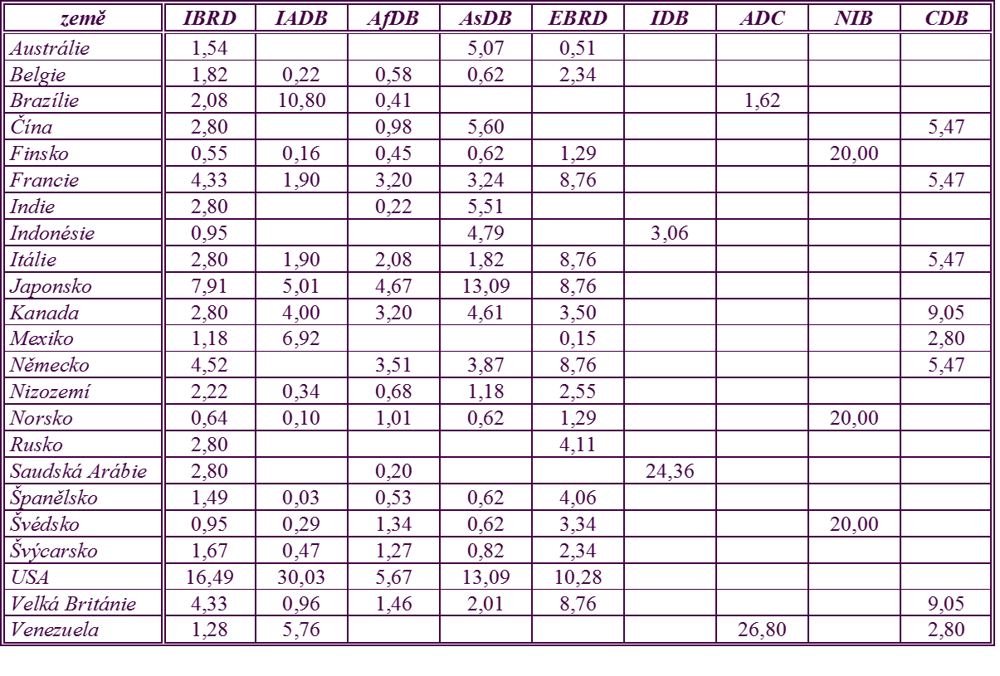 země IBRD IADB AfDB AsDB EBRD IDB ADC NIB CDB
Austrálie 1,54 5,07 0,51
Belgie 1,82 0,22 0,58 0,62 2,34
Brazílie 2,08 10,80 0,41 1,62
Čína 2,80 0,98 5,60 5,47
Finsko 0,55 0,16 0,45 0,62 1,29 20,00
Francie 4,33 1,90 3,20 3,24 8,76 5,47
Indie 2,80 0,22 5,51
Indonésie 0,95 4,79 3,06
Itálie 2,80 1,90 2,08 1,82 8,76 5,47
Japonsko 7,91 5,01 4,67 13,09 8,76
Kanada 2,80 4,00 3,20 4,61 3,50 9,05
Mexiko 1,18 6,92 0,15 2,80
Německo 4,52 3,51 3,87 8,76 5,47
Nizozemí 2,22 0,34 0,68 1,18 2,55
Norsko 0,64 0,10 1,01 0,62 1,29 20,00
Rusko 2,80 4,11
Saudská Arábie 2,80 0,20 24,36
Španělsko 1,49 0,03 0,53 0,62 4,06
Švédsko 0,95 0,29 1,34 0,62 3,34 20,00
Švýcarsko 1,67 0,47 1,27 0,82 2,34
USA 16,49 30,03 5,67 13,09 10,28
Velká Británie 4,33 0,96 1,46 2,01 8,76 9,05
Venezuela 1,28 5,76 26,80 2,80